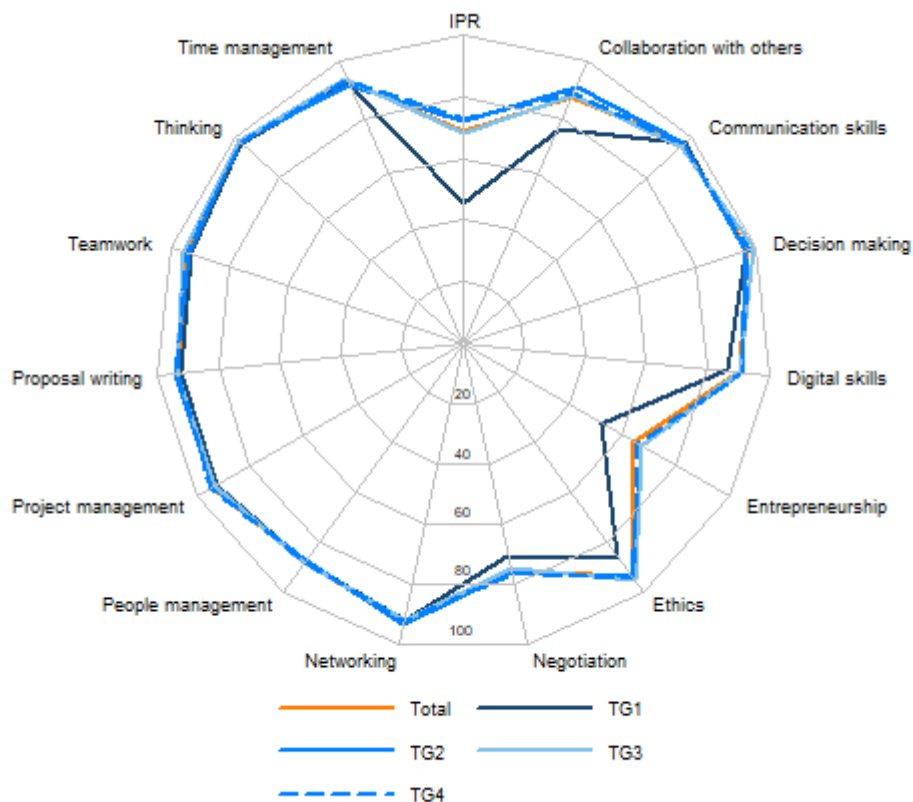 IPR
Time management
Collaboration with others
Thinking
Communication skills
Teamwork
Decision making
Proposal writing
Digital skills
20
40
Project management
Entrepreneurship
60
80
People management
Ethics
100
Networking
Negotiation
Total
TG1
TG2
TG3
TG4